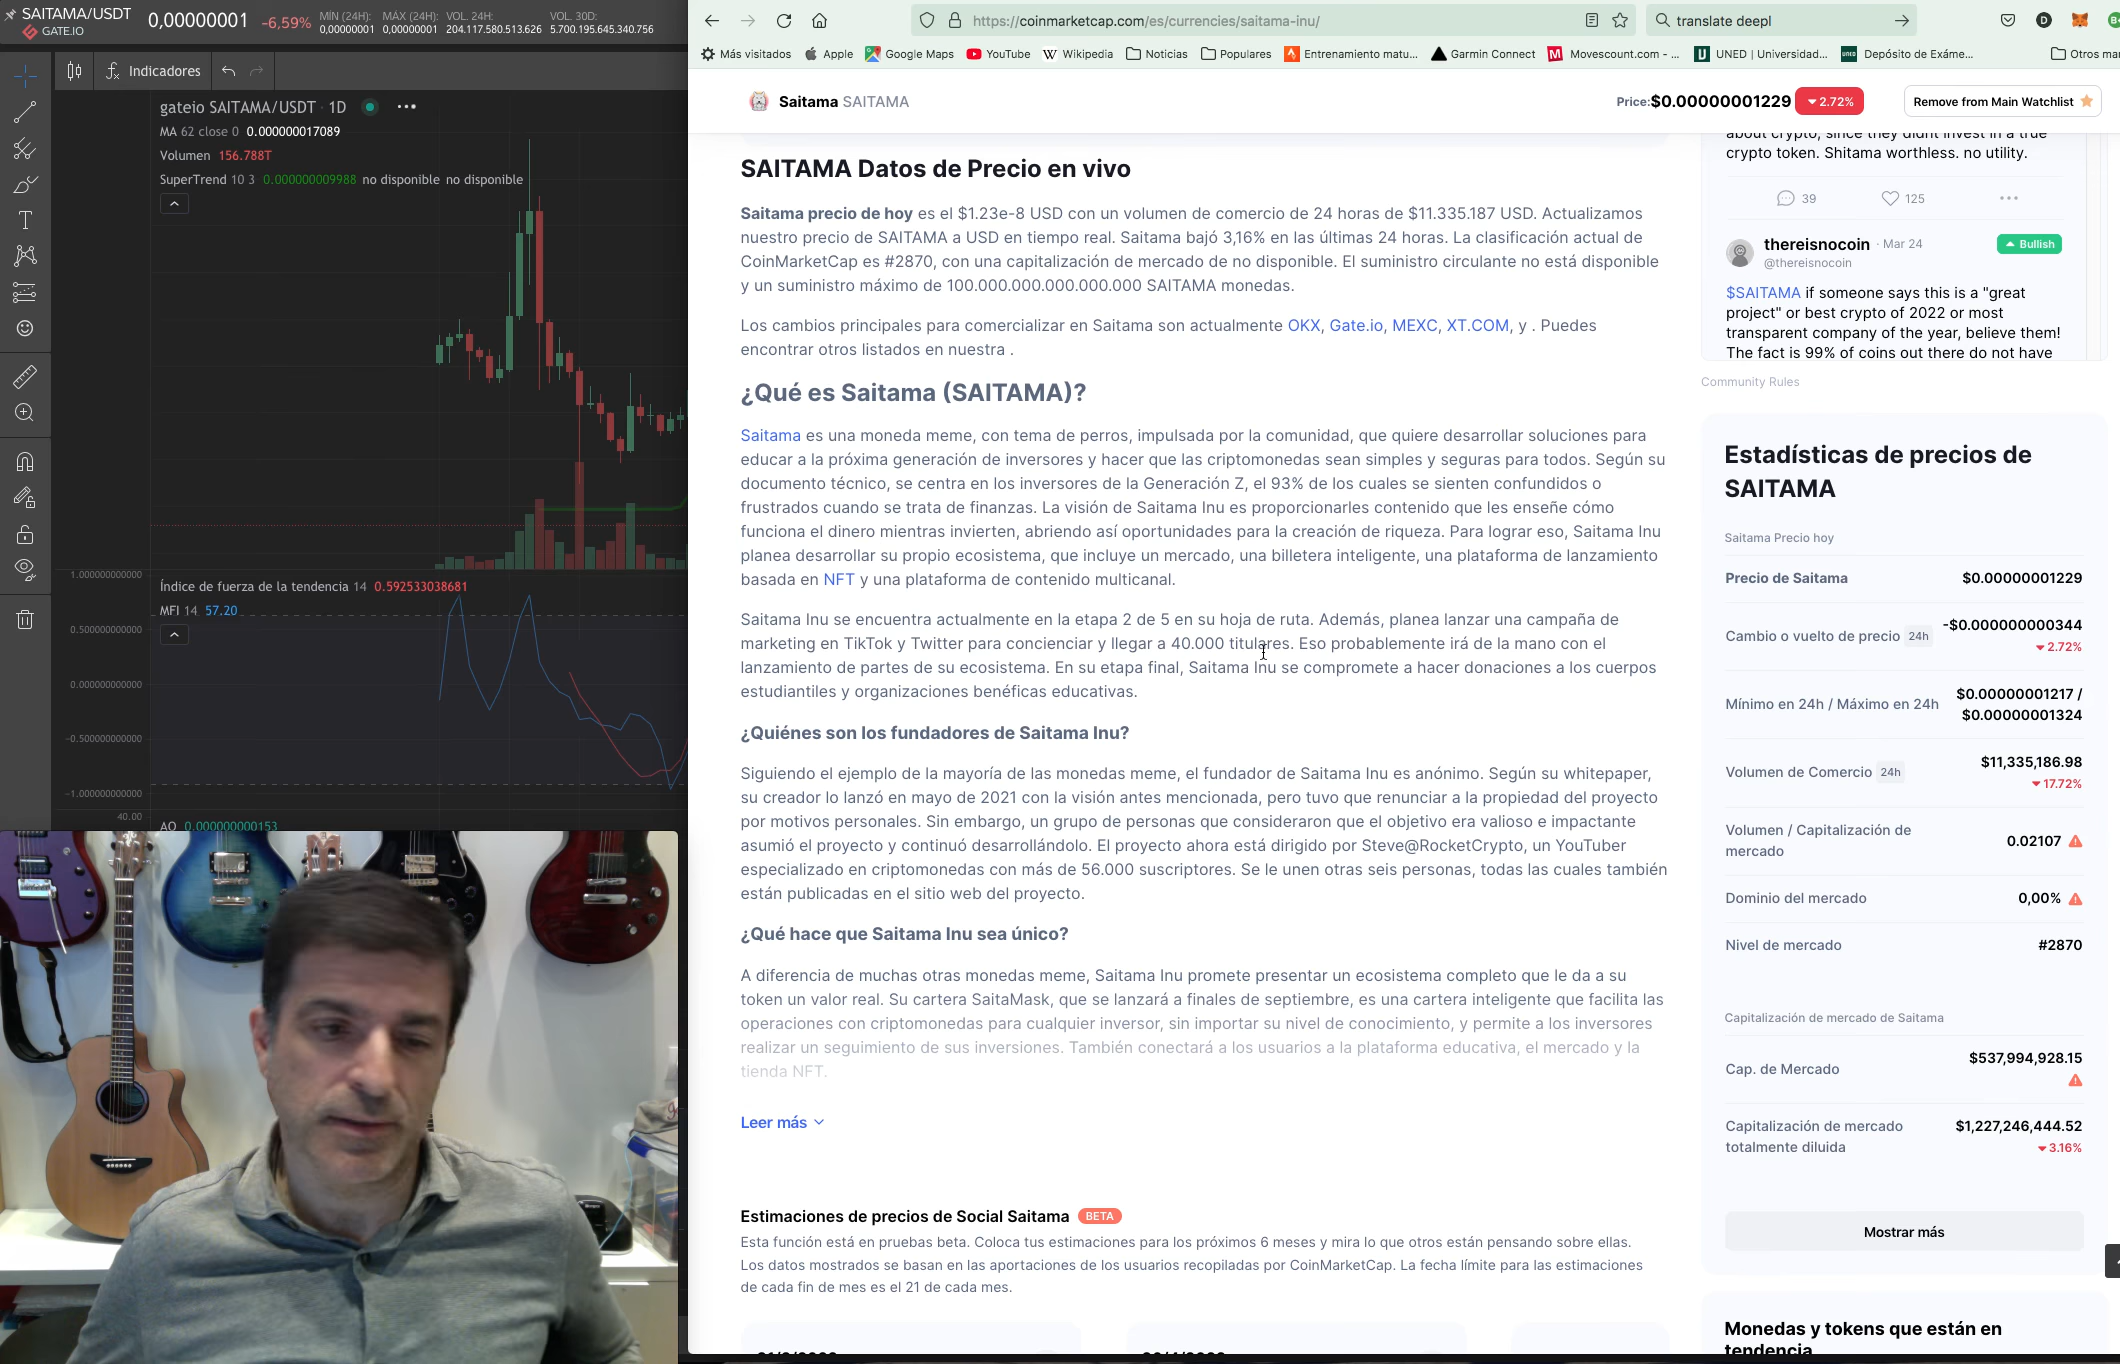 SAITAMA/USDT
GATE.IO
0,00000001
-6,59%
MÍN (24H): MÁX (24H): VOL. 24H: VOL. 30D:
0,00000001 0,00000001 204.117.580.513.626 5.700.195.645.340.756
Indicadores
gateio SAITAMA/USDT · 1D
MA 62 close 0 0.000000017089
Volumen 156.788T
SuperTrend 10 3 0.000000009988 no disponible no disponible
1.000000000000
Índice de fuerza de la tendencia 14 0.592533038681
MFI 14 57.20
0.500000000000
0.000000000000
−0.500000000000
−1.000000000000
40.00
AO 0.000000000153
https://coinmarketcap.com/es/currencies/saitama-inu/
translate deepl
Más visitados Apple Google Maps YouTube Wikipedia Noticias Populares Entrenamiento matu... Garmin Connect Movescount.com - ... UNED | Universidad... Depósito de Exáme... Otros mar
Saitama SAITAMA
Price:$0.00000001229 2.72%
Remove from Main Watchlist
SAITAMA Datos de Precio en vivo
Saitama precio de hoy es el $1.23e-8 USD con un volumen de comercio de 24 horas de $11.335.187 USD. Actualizamos
nuestro precio de SAITAMA a USD en tiempo real. Saitama bajó 3,16% en las últimas 24 horas. La clasificación actual de
CoinMarketCap es #2870, con una capitalización de mercado de no disponible. El suministro circulante no está disponible
y un suministro máximo de 100.000.000.000.000.000 SAITAMA monedas.
Los cambios principales para comercializar en Saitama son actualmente OKX, Gate.io, MEXC, XT.COM, y . Puedes
encontrar otros listados en nuestra .
¿Qué es Saitama (SAITAMA)?
Saitama es una moneda meme, con tema de perros, impulsada por la comunidad, que quiere desarrollar soluciones para
educar a la próxima generación de inversores y hacer que las criptomonedas sean simples y seguras para todos. Según su
documento técnico, se centra en los inversores de la Generación Z, el 93% de los cuales se sienten confundidos o
frustrados cuando se trata de finanzas. La visión de Saitama Inu es proporcionarles contenido que les enseñe cómo
funciona el dinero mientras invierten, abriendo así oportunidades para la creación de riqueza. Para lograr eso, Saitama Inu
planea desarrollar su propio ecosistema, que incluye un mercado, una billetera inteligente, una plataforma de lanzamiento
basada en NFT y una plataforma de contenido multicanal.
Saitama Inu se encuentra actualmente en la etapa 2 de 5 en su hoja de ruta. Además, planea lanzar una campaña de
marketing en TikTok y Twitter para concienciar y llegar a 40.000 titulares. Eso probablemente irá de la mano con el
lanzamiento de partes de su ecosistema. En su etapa final, Saitama Inu se compromete a hacer donaciones a los cuerpos
estudiantiles y organizaciones benéficas educativas.
¿Quiénes son los fundadores de Saitama Inu?
Siguiendo el ejemplo de la mayoría de las monedas meme, el fundador de Saitama Inu es anónimo. Según su whitepaper,
su creador lo lanzó en mayo de 2021 con la visión antes mencionada, pero tuvo que renunciar a la propiedad del proyecto
por motivos personales. Sin embargo, un grupo de personas que consideraron que el objetivo era valioso e impactante
asumió el proyecto y continuó desarrollándolo. El proyecto ahora está dirigido por Steve@RocketCrypto, un YouTuber
especializado en criptomonedas con más de 56.000 suscriptores. Se le unen otras seis personas, todas las cuales también
están publicadas en el sitio web del proyecto.
¿Qué hace que Saitama Inu sea único?
A diferencia de muchas otras monedas meme, Saitama Inu promete presentar un ecosistema completo que le da a su
token un valor real. Su cartera SaitaMask, que se lanzará a finales de septiembre, es una cartera inteligente que facilita las
operaciones con criptomonedas para cualquier inversor, sin importar su nivel de conocimiento, y permite a los inversores
realizar un seguimiento de sus inversiones. También conectará a los usuarios a la plataforma educativa, el mercado y la
tienda NFT.
Leer más
Estimaciones de precios de Social Saitama BETA
Esta función está en pruebas beta. Coloca tus estimaciones para los próximos 6 meses y mira lo que otros están pensando sobre ellas.
Los datos mostrados se basan en las aportaciones de los usuarios recopiladas por CoinMarketCap. La fecha límite para las estimaciones
de cada fin de mes es el 21 de cada mes.
about crypto, since they didnt invest in a true
crypto token. Shitama worthless. no utility.
39 125
thereisnocoin · Mar 24 Bullish
@thereisnocoin
$SAITAMA if someone says this is a "great
project" or best crypto of 2022 or most
transparent company of the year, believe them!
The fact is 99% of coins out there do not have
Community Rules
Estadísticas de precios de
SAITAMA
Saitama Precio hoy
Precio de Saitama $0.00000001229
Cambio o vuelto de precio 24h -$0.000000000344
2.72%
Mínimo en 24h / Máximo en 24h $0.00000001217 /
$0.00000001324
Volumen de Comercio 24h $11,335,186.98
17.72%
Volumen / Capitalización de
mercado 0.02107
Dominio del mercado 0,00%
Nivel de mercado #2870
Capitalización de mercado de Saitama
Cap. de Mercado $537,994,928.15
Capitalización de mercado
totalmente diluida $1,227,246,444.52
3.16%
Mostrar más
Monedas y tokens que están en
tendencia